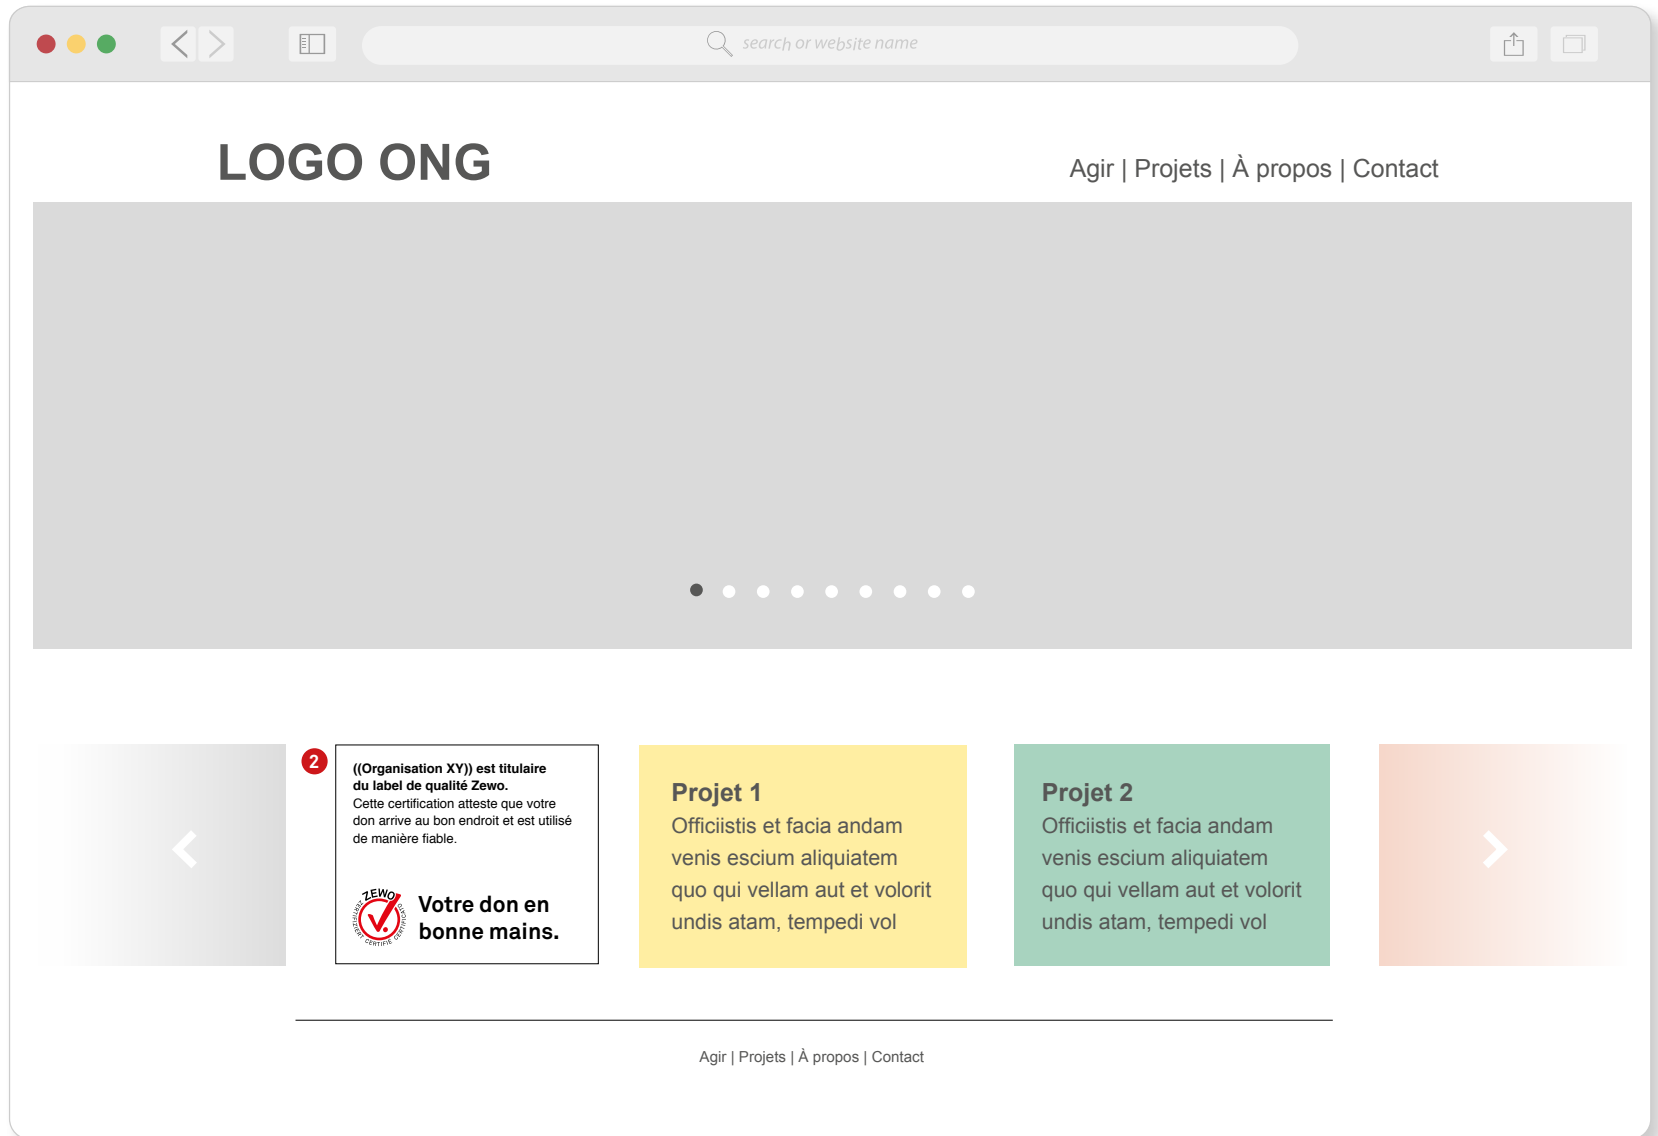 search or website name
LOGO ONG
Agir | Projets | À propos | Contact
2
((Organisation XY)) est titulaire
du label de qualité Zewo.
Cette certification atteste que votre
don arrive au bon endroit et est utilisé
de manière fiable.
ZEWO
ZERTIFIZIERT CERTIFIÉ CERTIFICATO
Votre don en
bonne mains.
Projet 1
Officiistis et facia andam
venis escium aliquiatem
quo qui vellam aut et volorit
undis atam, tempedi vol
Projet 2
Officiistis et facia andam
venis escium aliquiatem
quo qui vellam aut et volorit
undis atam, tempedi vol
Agir | Projets | À propos | Contact